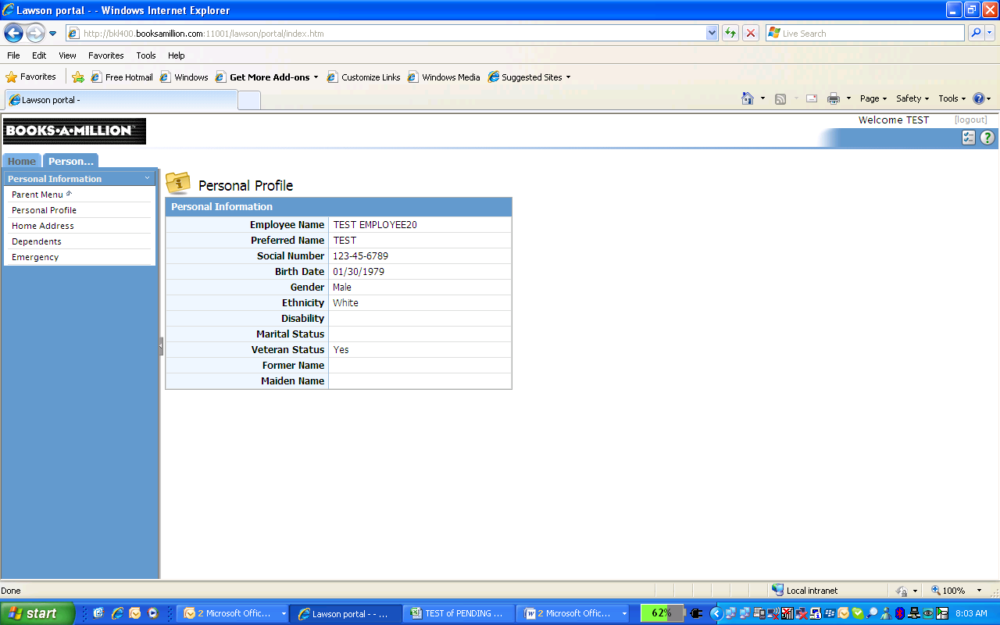 Lawson portal - - Windows Internet Explorer
http://bkl400.booksamillion.com:11001/lawson/portal/index.htm
Live Search
File Edit View Favorites Tools Help
Favorites Free Hotmail Windows Get More Add-ons Customize Links Windows Media Suggested Sites
Lawson portal -
Page Safety Tools
BOOKS·A·MILLION
Welcome TEST [logout]
Home Person...
Personal Information
Parent Menu
Personal Profile
Home Address
Dependents
Emergency
Personal Profile
Personal Information
Employee Name TEST EMPLOYEE20
Preferred Name TEST
Social Number 123-45-6789
Birth Date 01/30/1979
Gender Male
Ethnicity White
Disability
Marital Status
Veteran Status Yes
Former Name
Maiden Name
Done Local intranet 100%
start 2 Microsoft Offic... Lawson portal - - ... TEST of PENDING ... 2 Microsoft Offic... 62% 8:03 AM